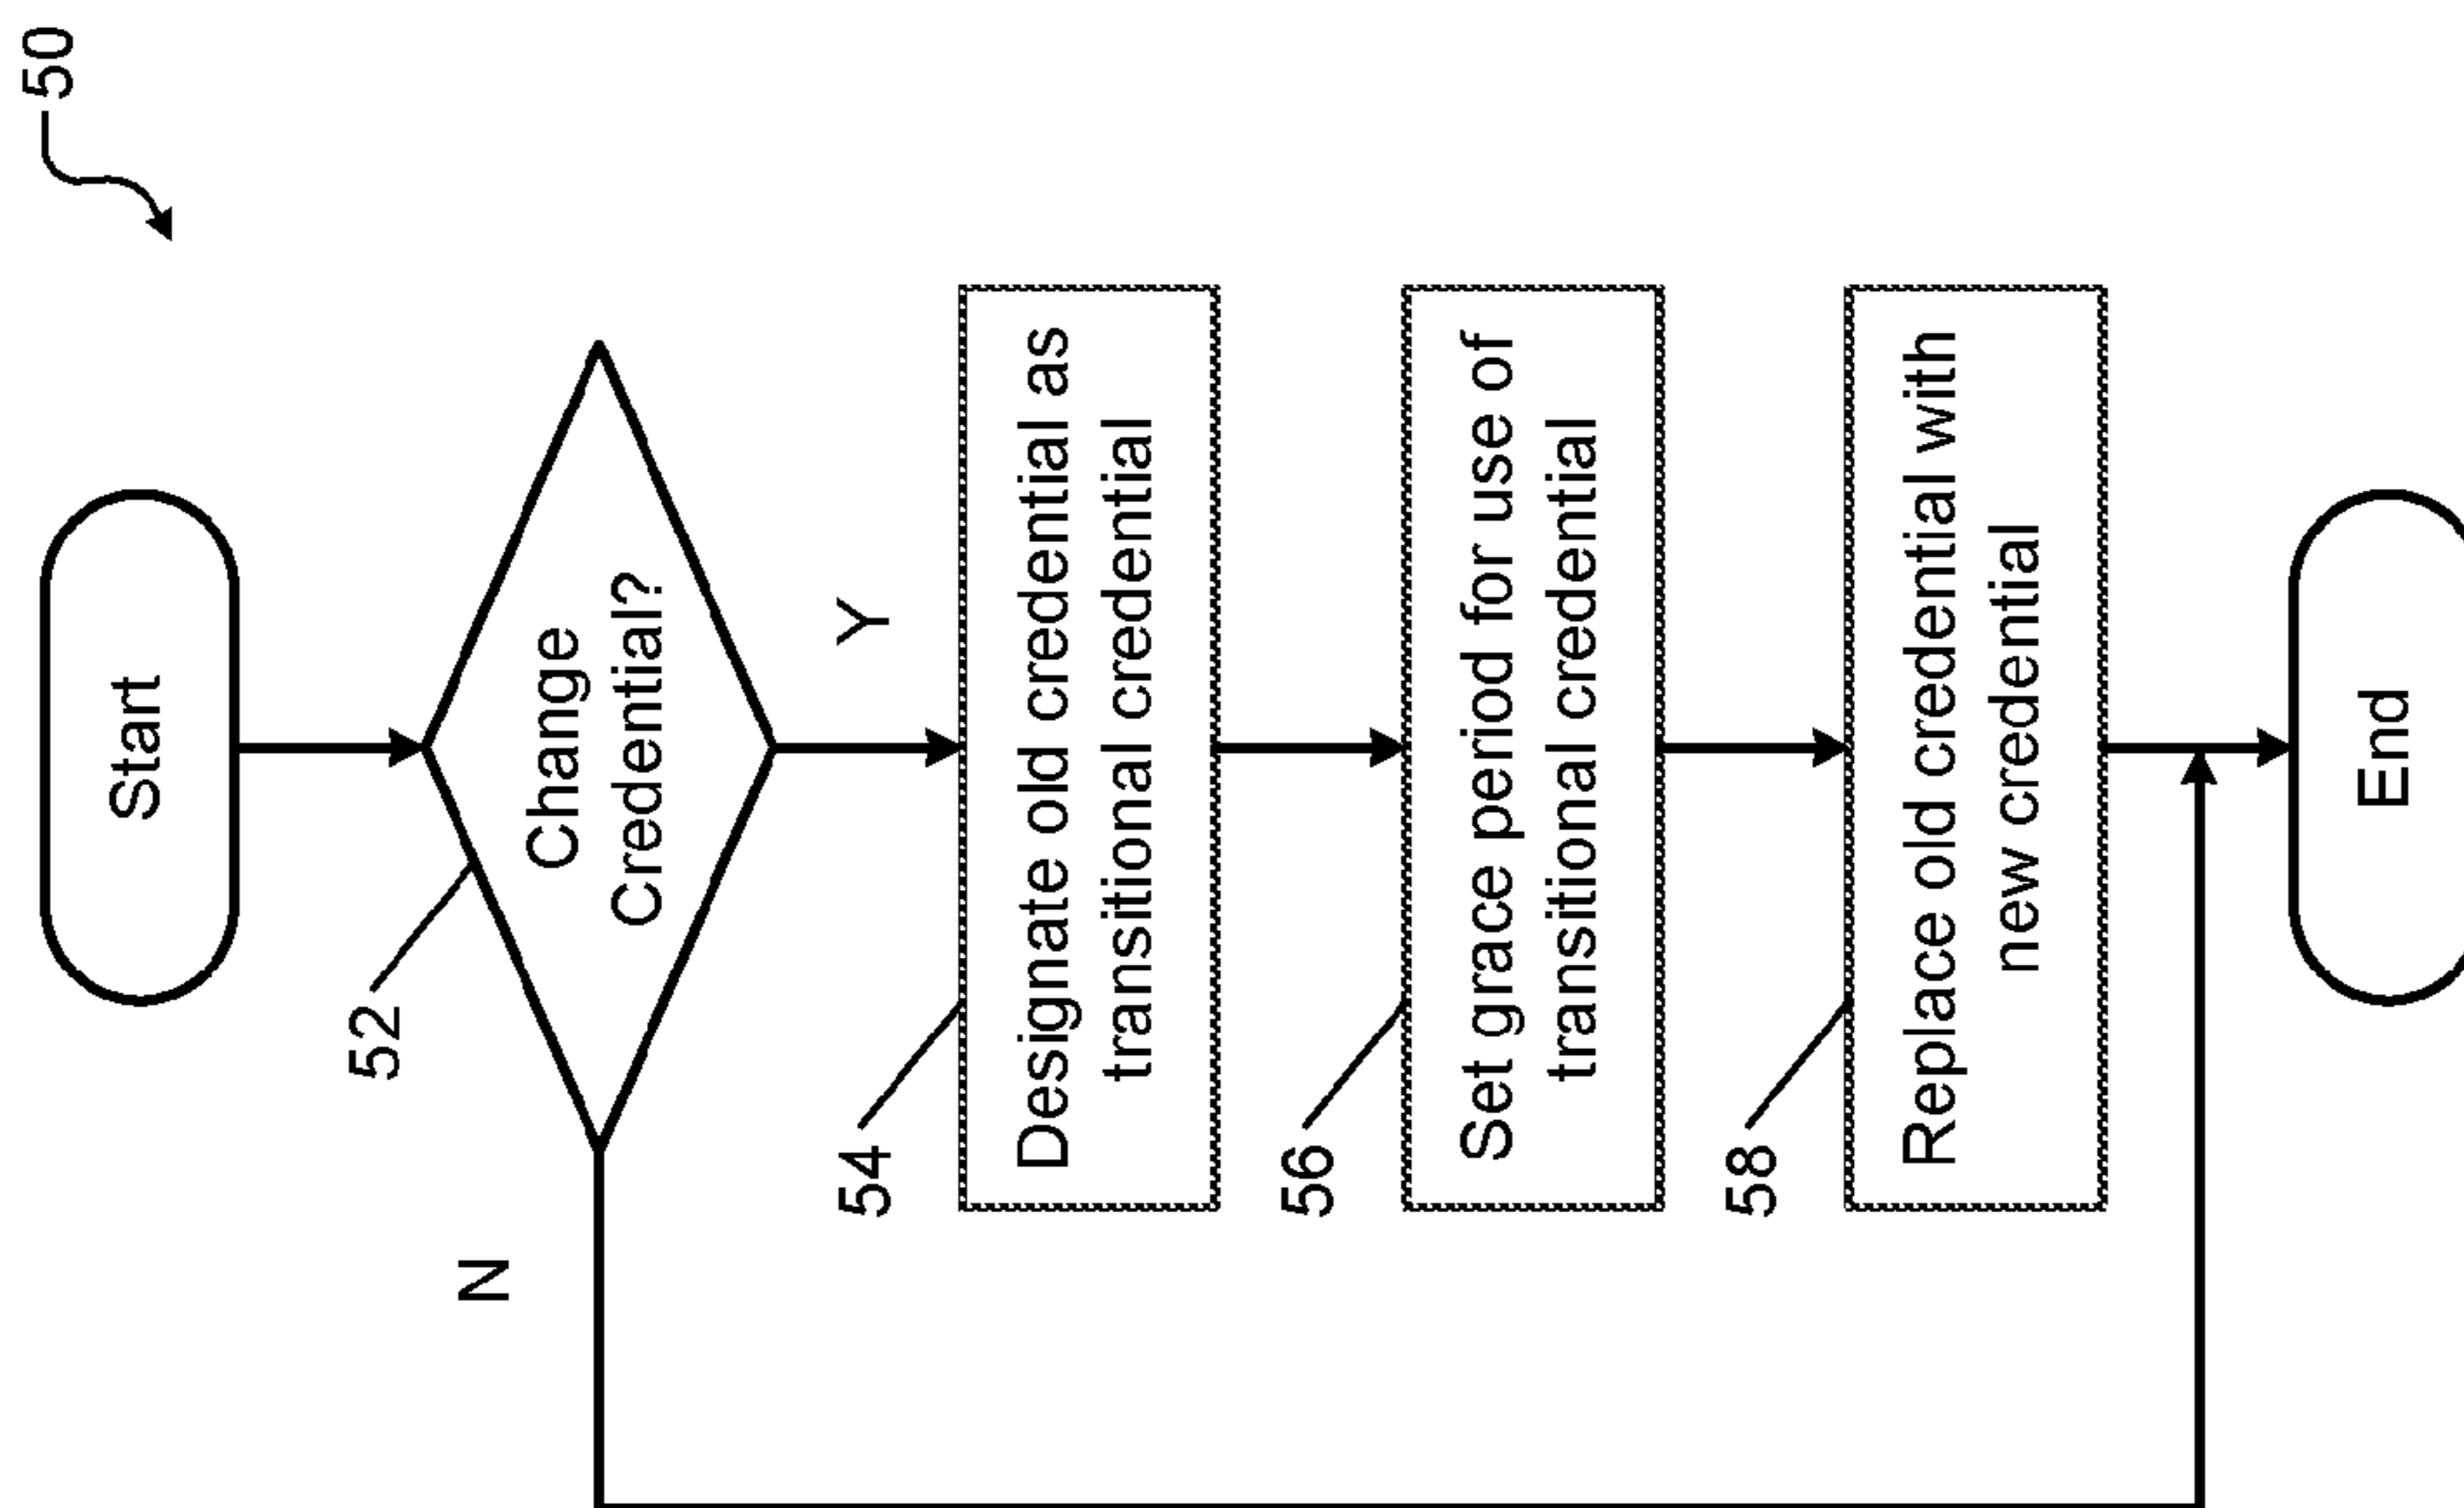 50
Start
52
Change
Credential?
N
Y
54
Designate old credential as
transitional credential
56
Set grace period for use of
transitional credential
58
Replace old credential with
new credential
End